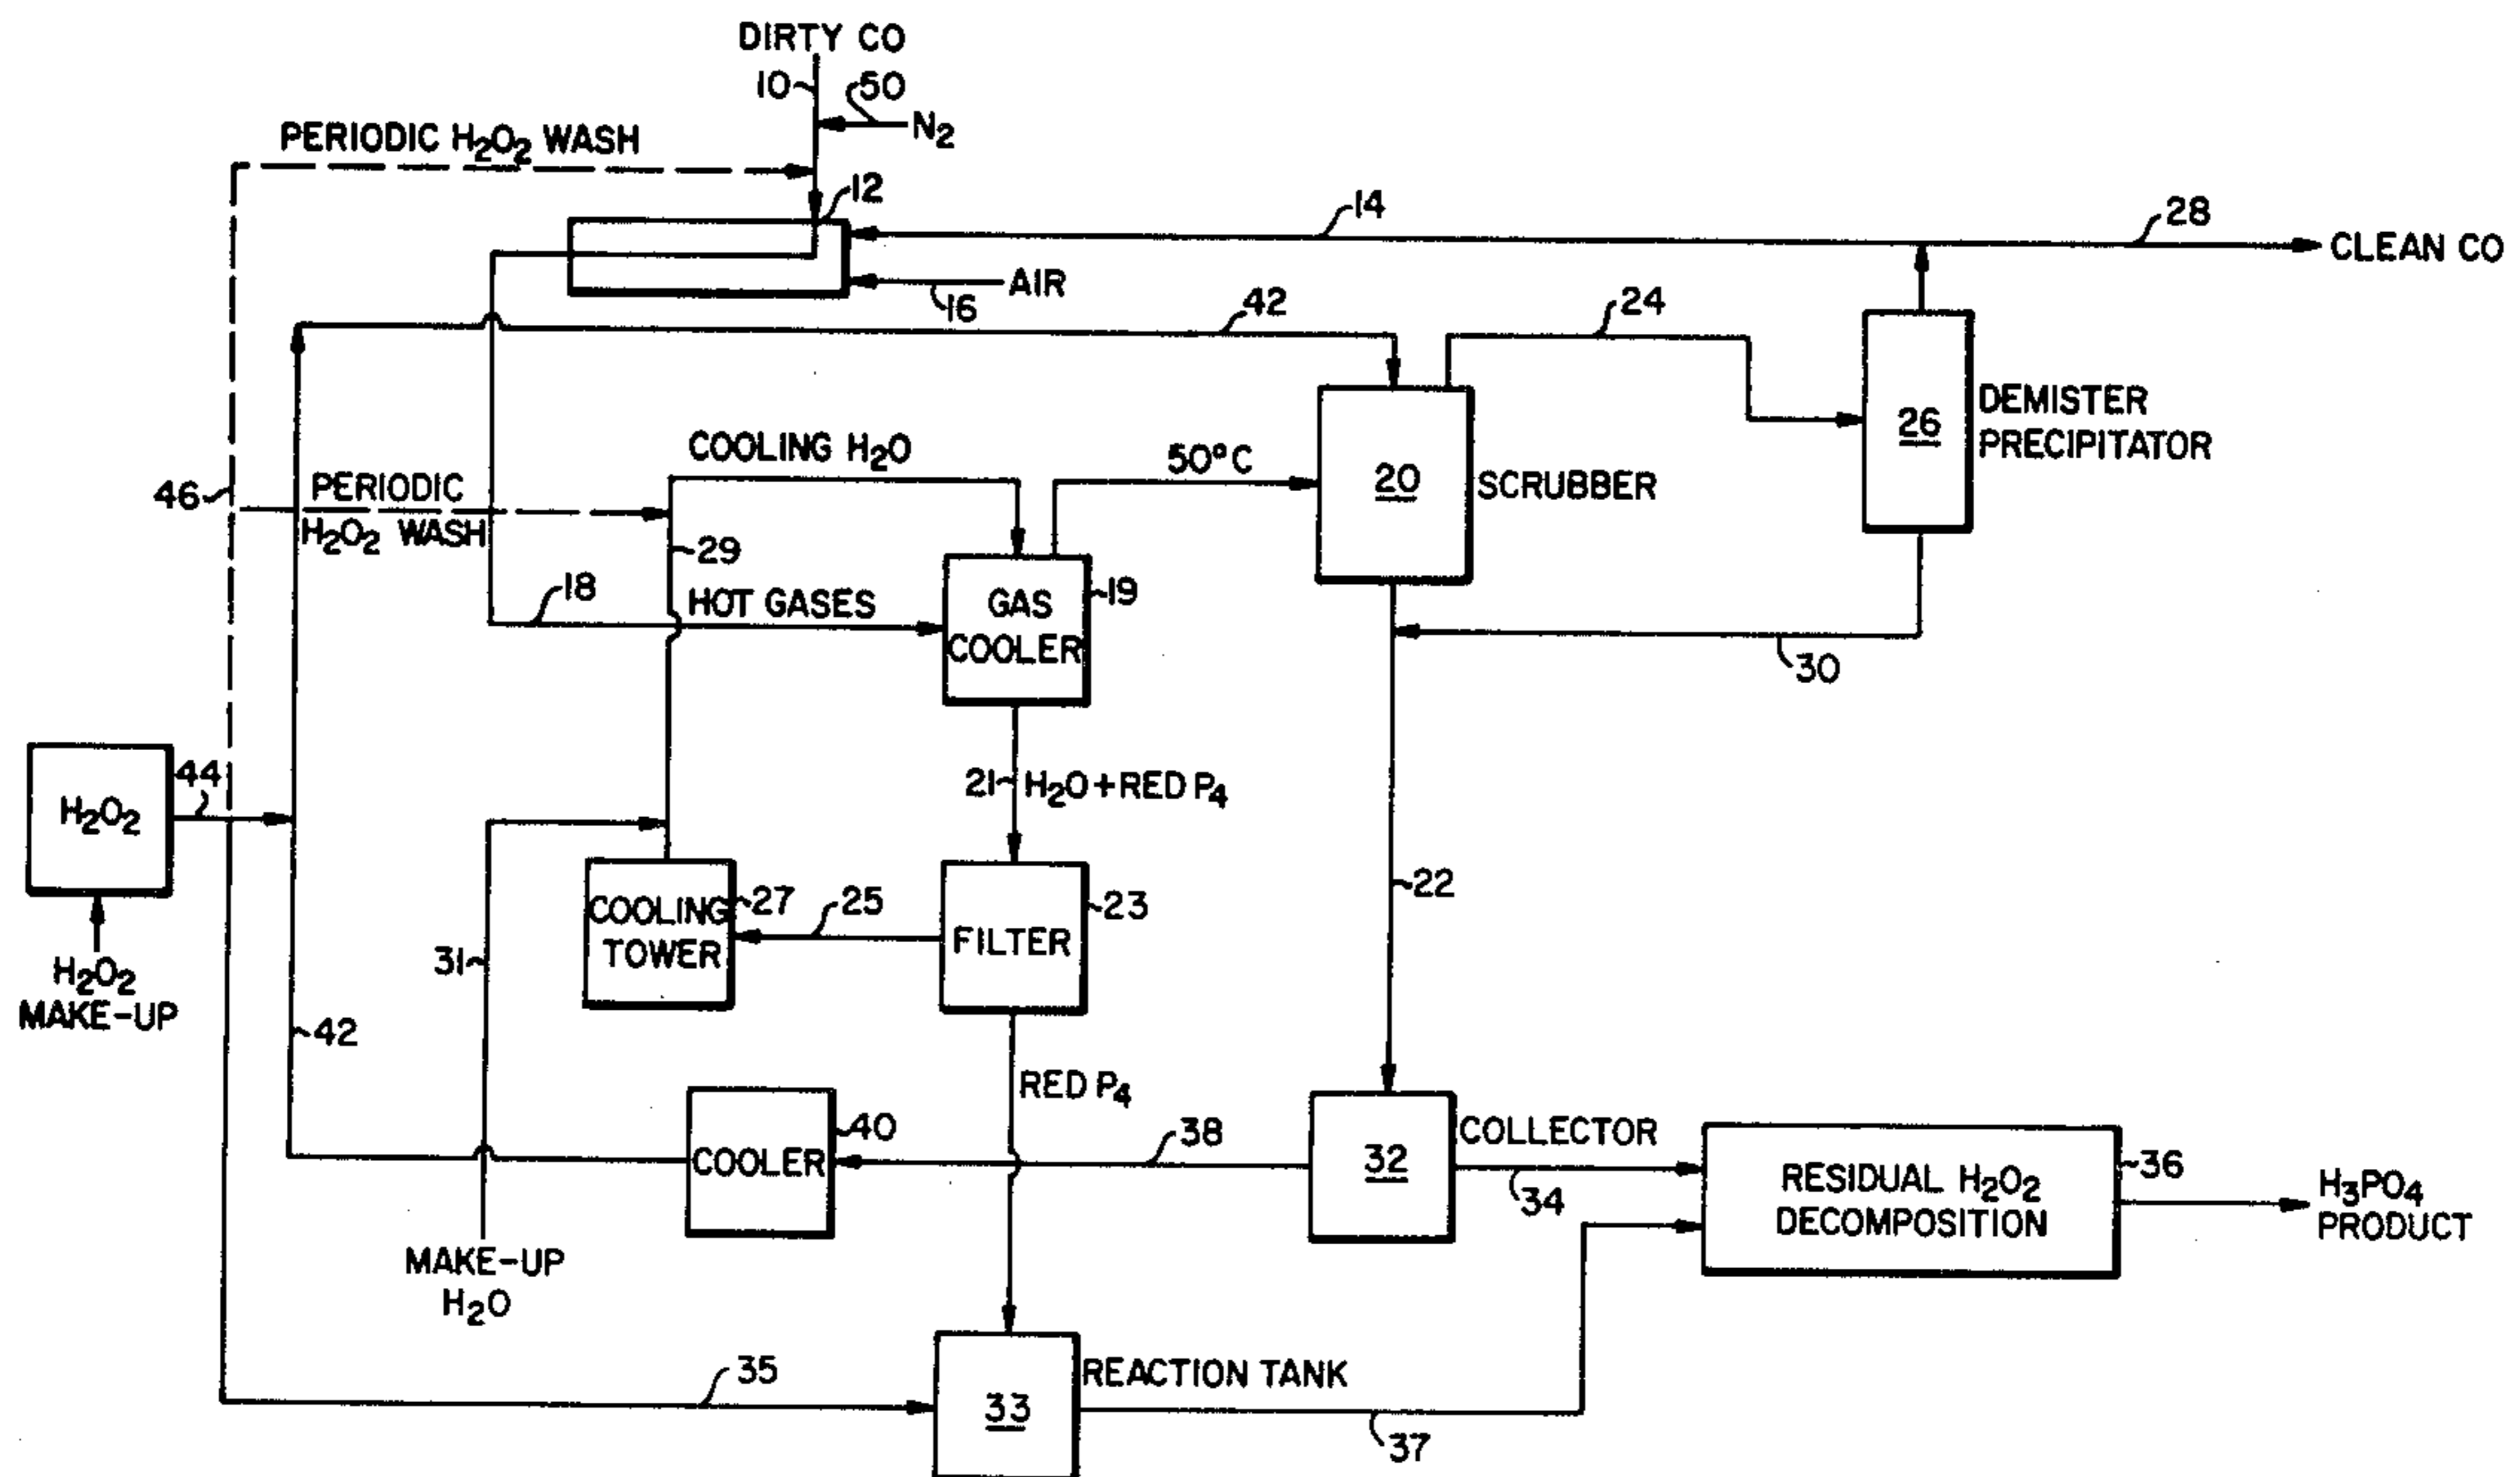 DIRTY CO
10
50
N₂
PERIODIC H₂O₂ WASH
12
14
28
CLEAN CO
AIR
16
42
24
26
DEMISTER
PRECIPITATOR
COOLING H₂O
50°C
20
SCRUBBER
46
PERIODIC
H₂O₂ WASH
29
18
HOT GASES
GAS
COOLER
19
30
44
H₂O₂
21
H₂O + RED P₄
22
27
COOLING
TOWER
25
23
FILTER
31
H₂O₂
MAKE-UP
42
RED P₄
40
COOLER
38
32
COLLECTOR
34
RESIDUAL H₂O₂
DECOMPOSITION
36
H₃PO₄
PRODUCT
MAKE-UP
H₂O
35
33
REACTION TANK
37